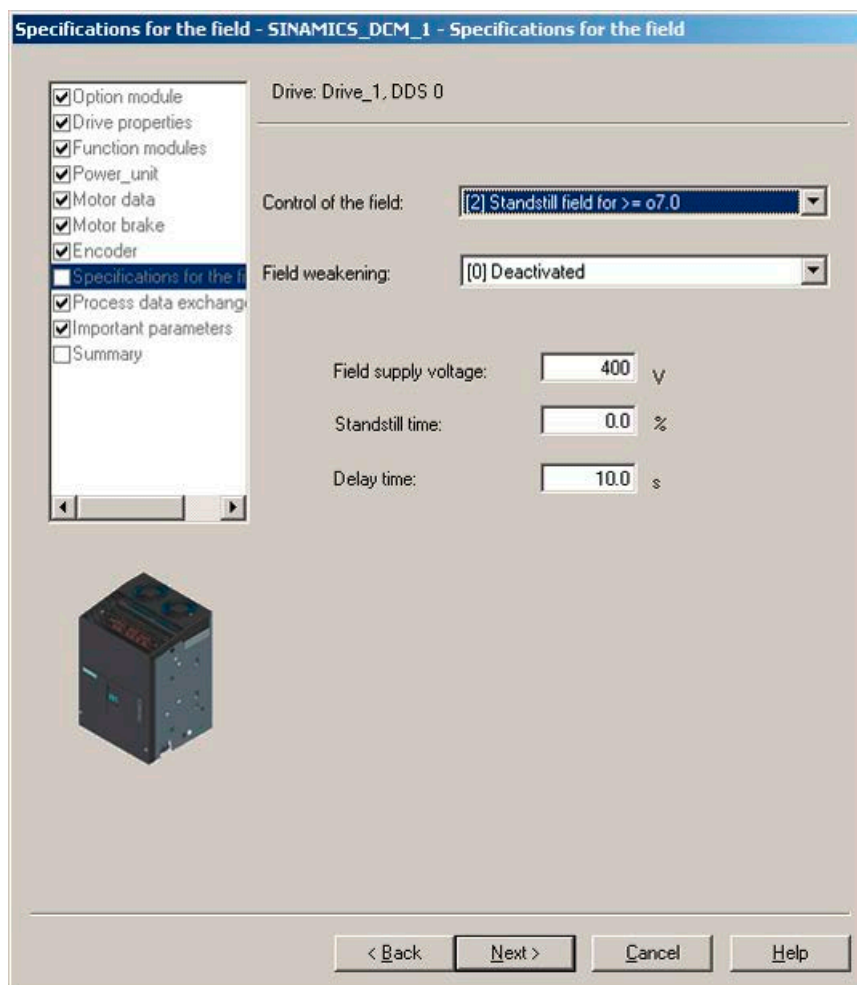 Specifications for the field - SINAMICS_DCM_1 - Specifications for the field
Drive: Drive_1, DDS 0
Option module
Drive properties
Function modules
Power_unit
Motor data
Motor brake
Encoder
Specifications for the fi
Process data exchange
Important parameters
Summary
Control of the field: [2] Standstill field for >= o7.0
Field weakening: [0] Deactivated
Field supply voltage: 400 V
Standstill time: 0.0 %
Delay time: 10.0 s
< Back Next > Cancel Help